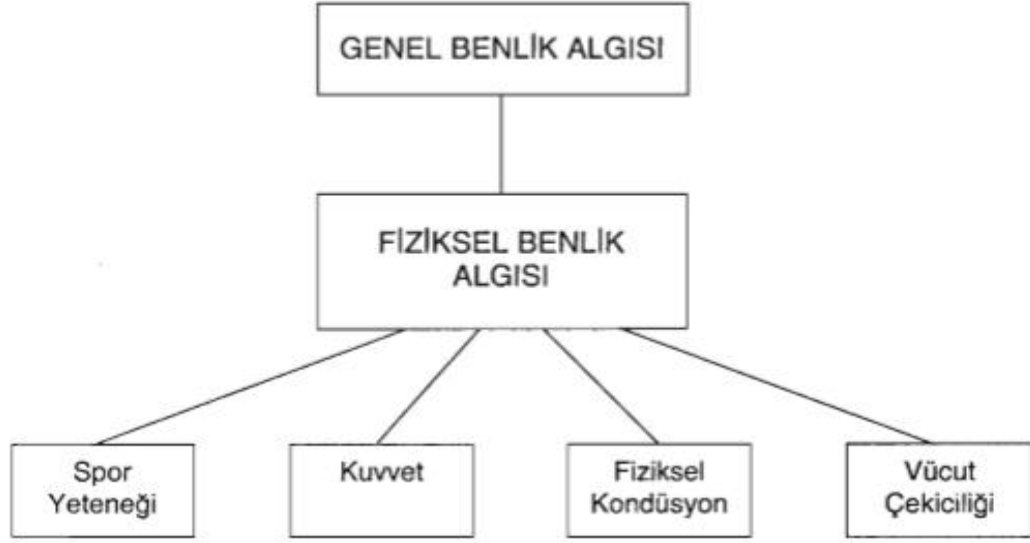 GENEL BENLİK ALGISI
FİZİKSEL BENLİK
ALGISI
Spor
Yeteneği
Kuvvet
Fiziksel
Kondüsyon
Vücut
Çekiciliği